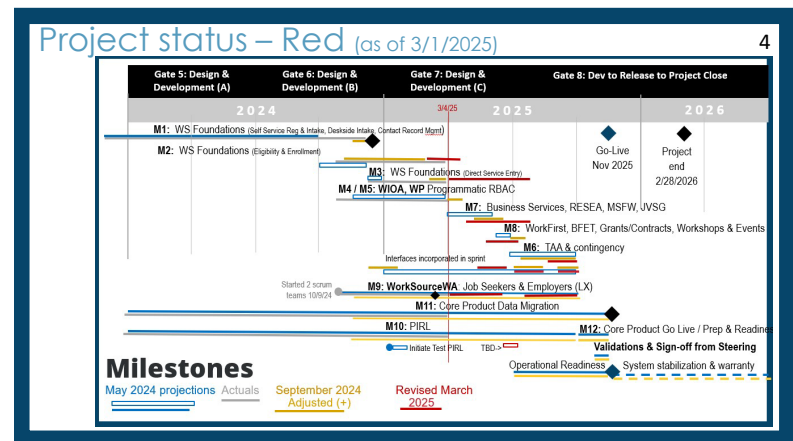 Project status – Red (as of 3/1/2025)
4
Gate 5: Design & Development (A)
Gate 6: Design & Development (B)
Gate 7: Design & Development (C)
Gate 8: Dev to Release to Project Close
2024
3/4/25
2025
2026
M1: WS Foundations (Self Service Reg & Intake, Deskside Intake, Contact Record Mgmt)
Go-Live
Nov 2025
Project
end
2/28/2026
M2: WS Foundations (Eligibility & Enrollment)
M3: WS Foundations (Direct Service Entry)
M4 / M5: WIOA, WP Programmatic RBAC
M7: Business Services, RESEA, MSFW, JVSG
M8: WorkFirst, BFET, Grants/Contracts, Workshops & Events
M6: TAA & contingency
Interfaces incorporated in sprint
Started 2 scrum
teams 10/9/24
M9: WorkSourceWA: Job Seekers & Employers (LX)
M11: Core Product Data Migration
M10: PIRL
M12: Core Product Go Live / Prep & Readines
Initiate Test PIRL
TBD->
Validations & Sign-off from Steering
Operational Readiness
System stabilization & warranty
Milestones
May 2024 projections
Actuals
September 2024
Adjusted (+)
Revised March
2025